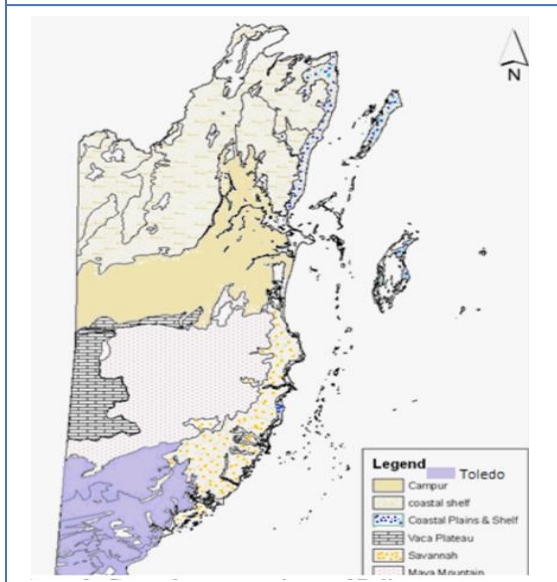 N
Legend
Toledo
Campur
coastal shelf
Coastal Plains & Shelf
Vaca Plateau
Savannah
Maya Mountain